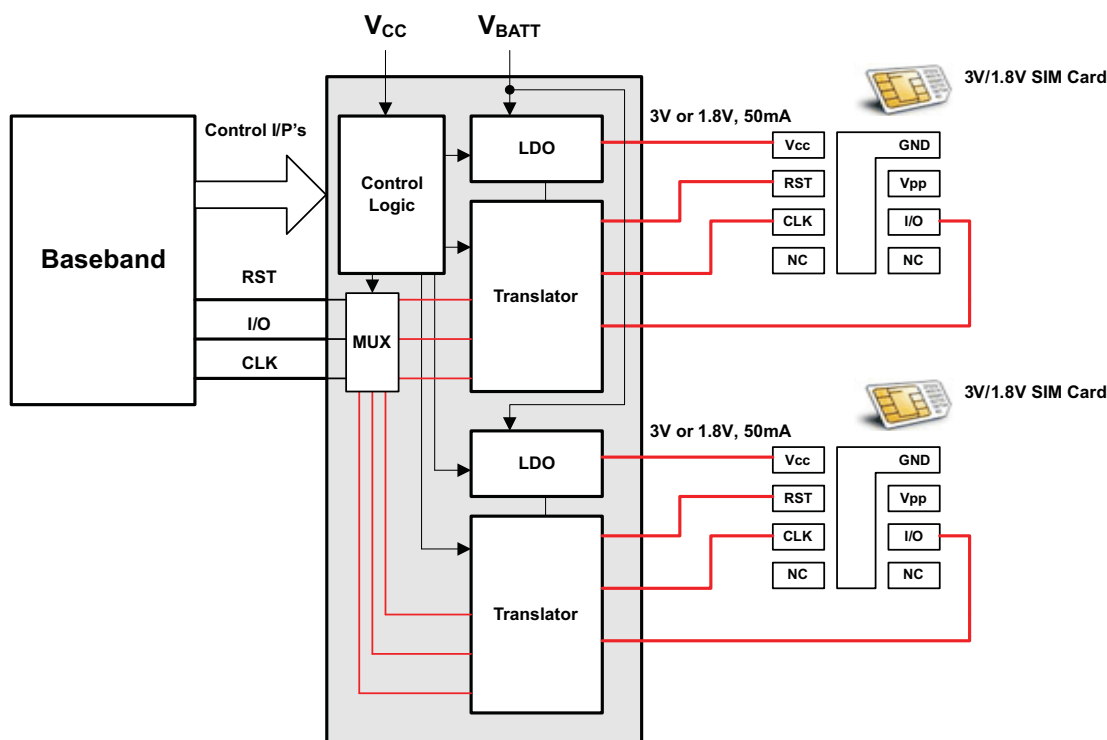 VCC
VBATT
3V/1.8V SIM Card
Control I/P's
3V or 1.8V, 50mA
LDO
Vcc
GND
Control
Logic
RST
Vpp
CLK
I/O
Baseband
NC
NC
RST
Translator
I/O
MUX
CLK
3V/1.8V SIM Card
3V or 1.8V, 50mA
LDO
Vcc
GND
RST
Vpp
CLK
I/O
NC
NC
Translator